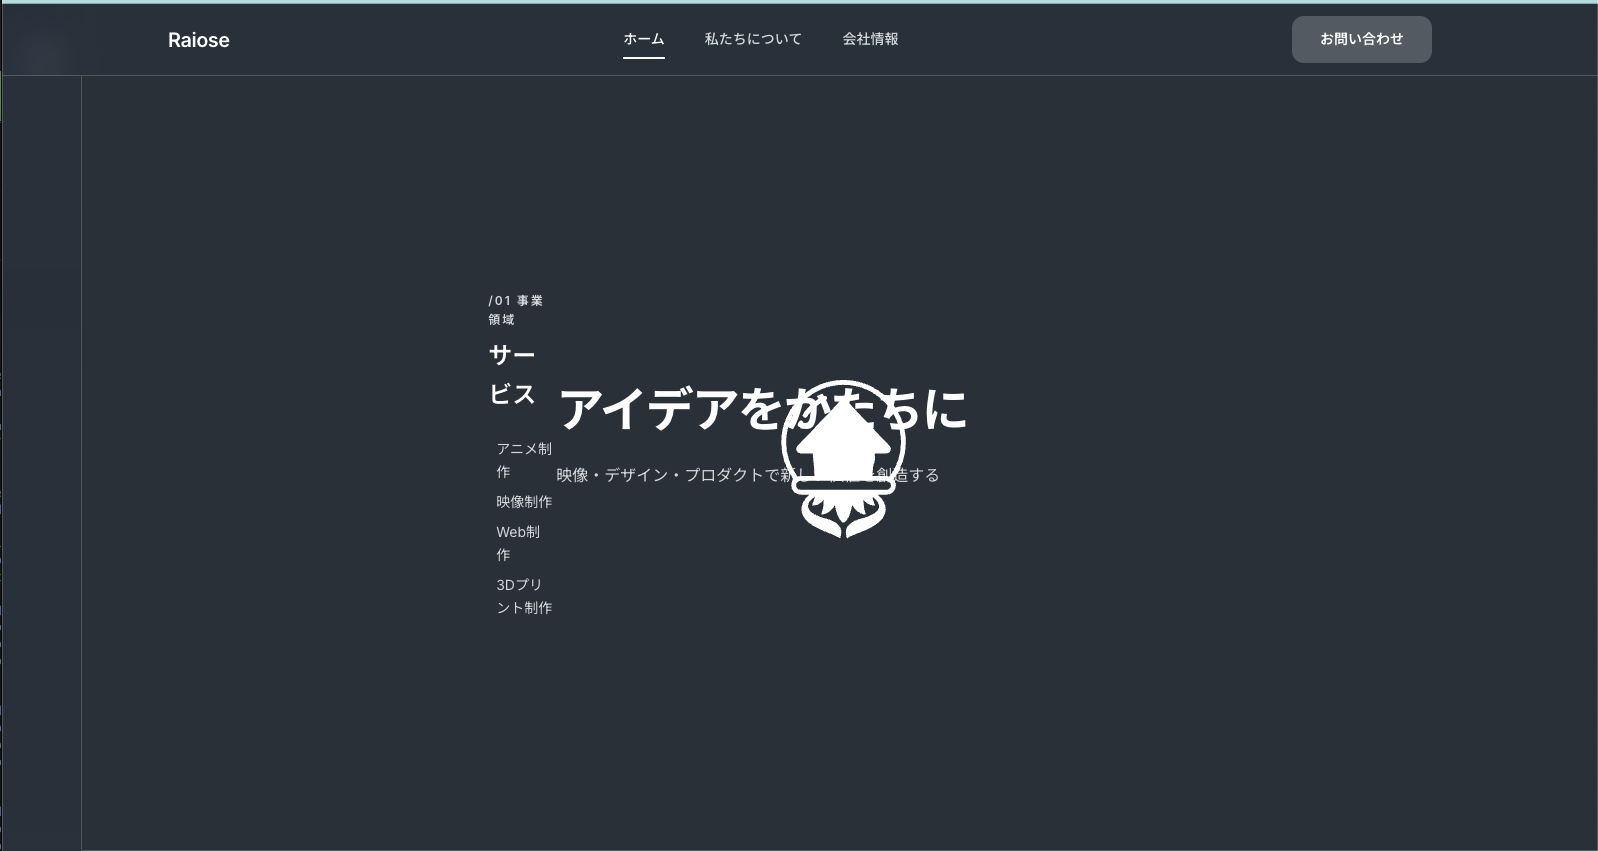 Raiose
ホーム
私たちについて
会社情報
お問い合わせ
/01 事業
領域
サー
ビス
アニメ制
作
映像制作
Web制
作
3Dプリ
ント制作
アイデアをかたちに
映像・デザイン・プロダクトで新し を創造する